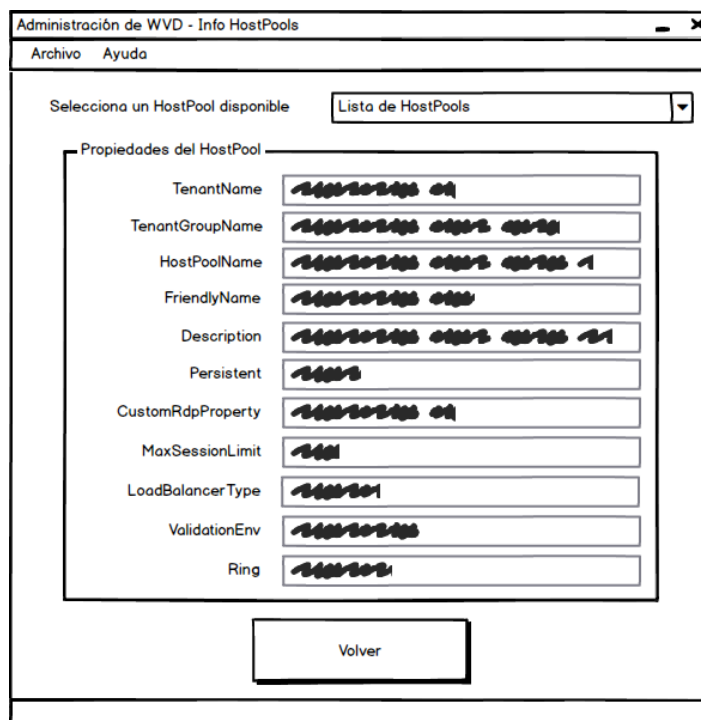 Administración de WVD - Info HostPools
Archivo Ayuda
Selecciona un HostPool disponible Lista de HostPools
Propiedades del HostPool
TenantName
TenantGroupName
HostPoolName
FriendlyName
Description
Persistent
CustomRdpProperty
MaxSessionLimit
LoadBalancerType
ValidationEnv
Ring
Volver